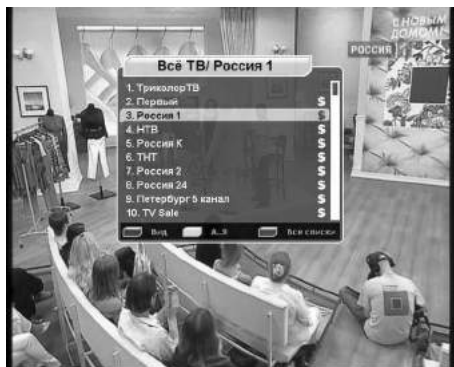 С НОВЫМ
ДОМОМ!
РОССИЯ 1
Всё ТВ/ Россия 1
1. ТриколорТВ
2. Первый $
3. Россия 1 $
4. НТВ $
5. Россия К $
6. ТНТ $
7. Россия 2 $
8. Россия 24 $
9. Петербург 5 канал $
10. TV Sale $
Вид А..Я Все списки